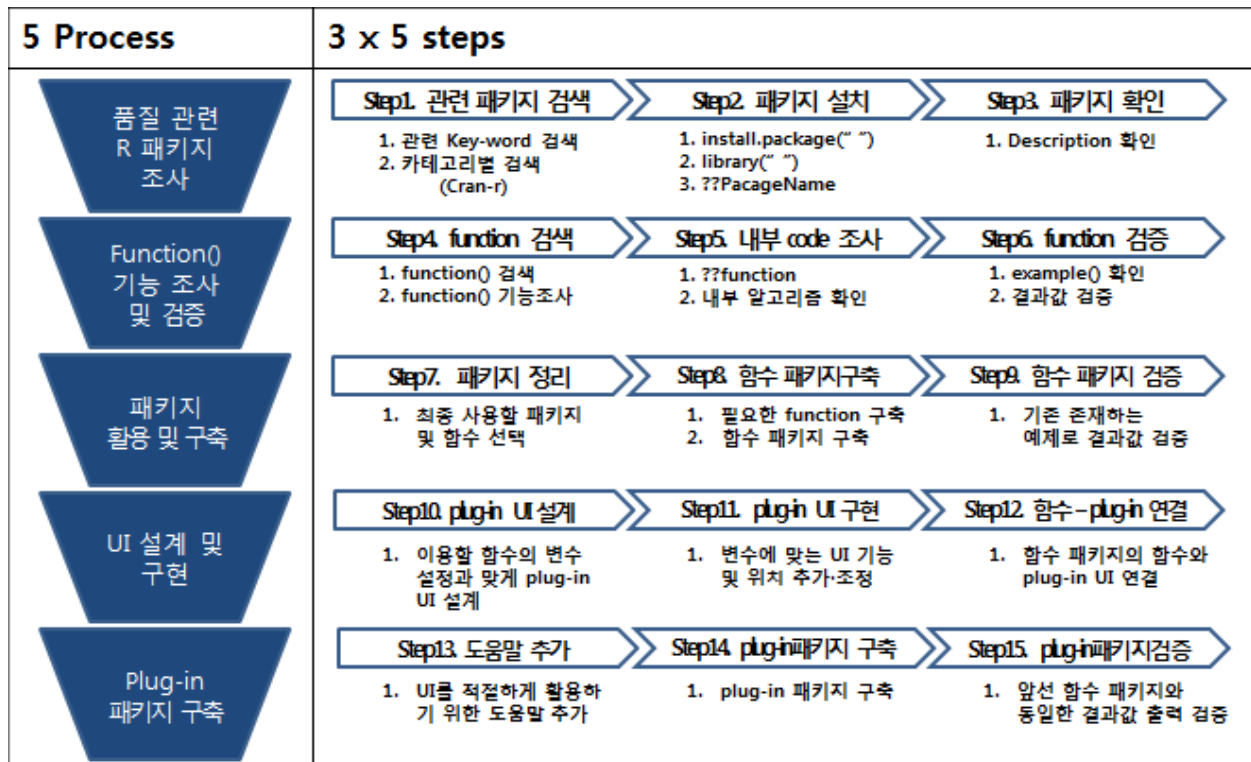 5 Process
3 x 5 steps
품질 관련
R 패키지
조사
Step1. 관련 패키지 검색
1. 관련 Key-word 검색
2. 카테고리별 검색
(Cran-r)
Step2. 패키지 설치
1. install.package(“ ”)
2. library(“ ”)
3. ??PacageName
Step3. 패키지 확인
1. Description 확인
Function()
기능 조사
및 검증
Step4. function 검색
1. function() 검색
2. function() 기능조사
Step5. 내부 code 조사
1. ??function
2. 내부 알고리즘 확인
Step6. function 검증
1. example() 확인
2. 결과값 검증
패키지
활용 및 구축
Step7. 패키지 정리
1. 최종 사용할 패키지
및 함수 선택
Step8. 함수 패키지구축
1. 필요한 function 구축
2. 함수 패키지 구축
Step9. 함수 패키지 검증
1. 기존 존재하는
예제로 결과값 검증
UI 설계 및
구현
Step10. plug-in UI 설계
1. 이용할 함수의 변수
설정과 맞게 plug-in
UI 설계
Step11. plug-in UI 구현
1. 변수에 맞는 UI 기능
및 위치 추가·조정
Step12. 함수 – plug-in 연결
1. 함수 패키지의 함수와
plug-in UI 연결
Plug-in
패키지 구축
Step13. 도움말 추가
1. UI를 적절하게 활용하
기 위한 도움말 추가
Step14. plug-in패키지 구축
1. plug-in 패키지 구축
Step15. plug-in패키지검증
1. 앞선 함수 패키지와
동일한 결과값 출력 검증